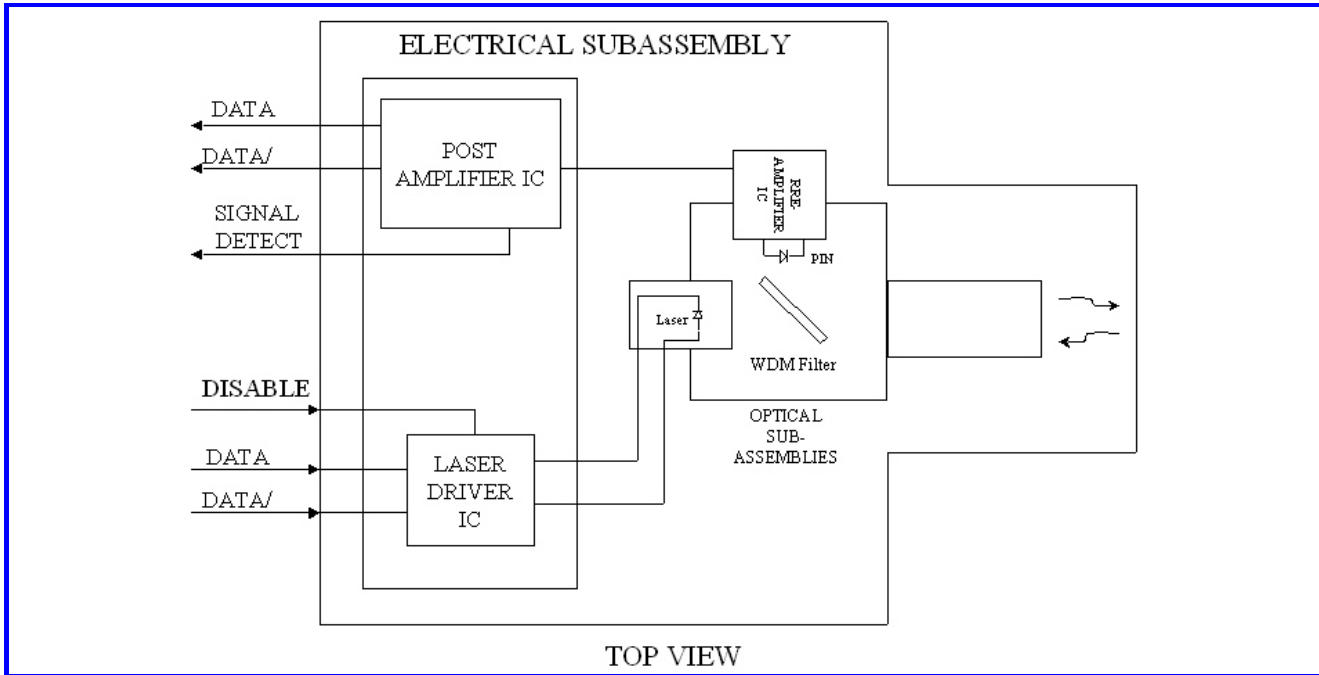 ELECTRICAL SUBASSEMBLY
DATA
DATA/
SIGNAL
DETECT
POST
AMPLIFIER IC
RRE-
AMPLIFIER
IC
PIN
Laser
WDM Filter
OPTICAL
SUB-
ASSEMBLIES
DISABLE
DATA
DATA/
LASER
DRIVER
IC
TOP VIEW